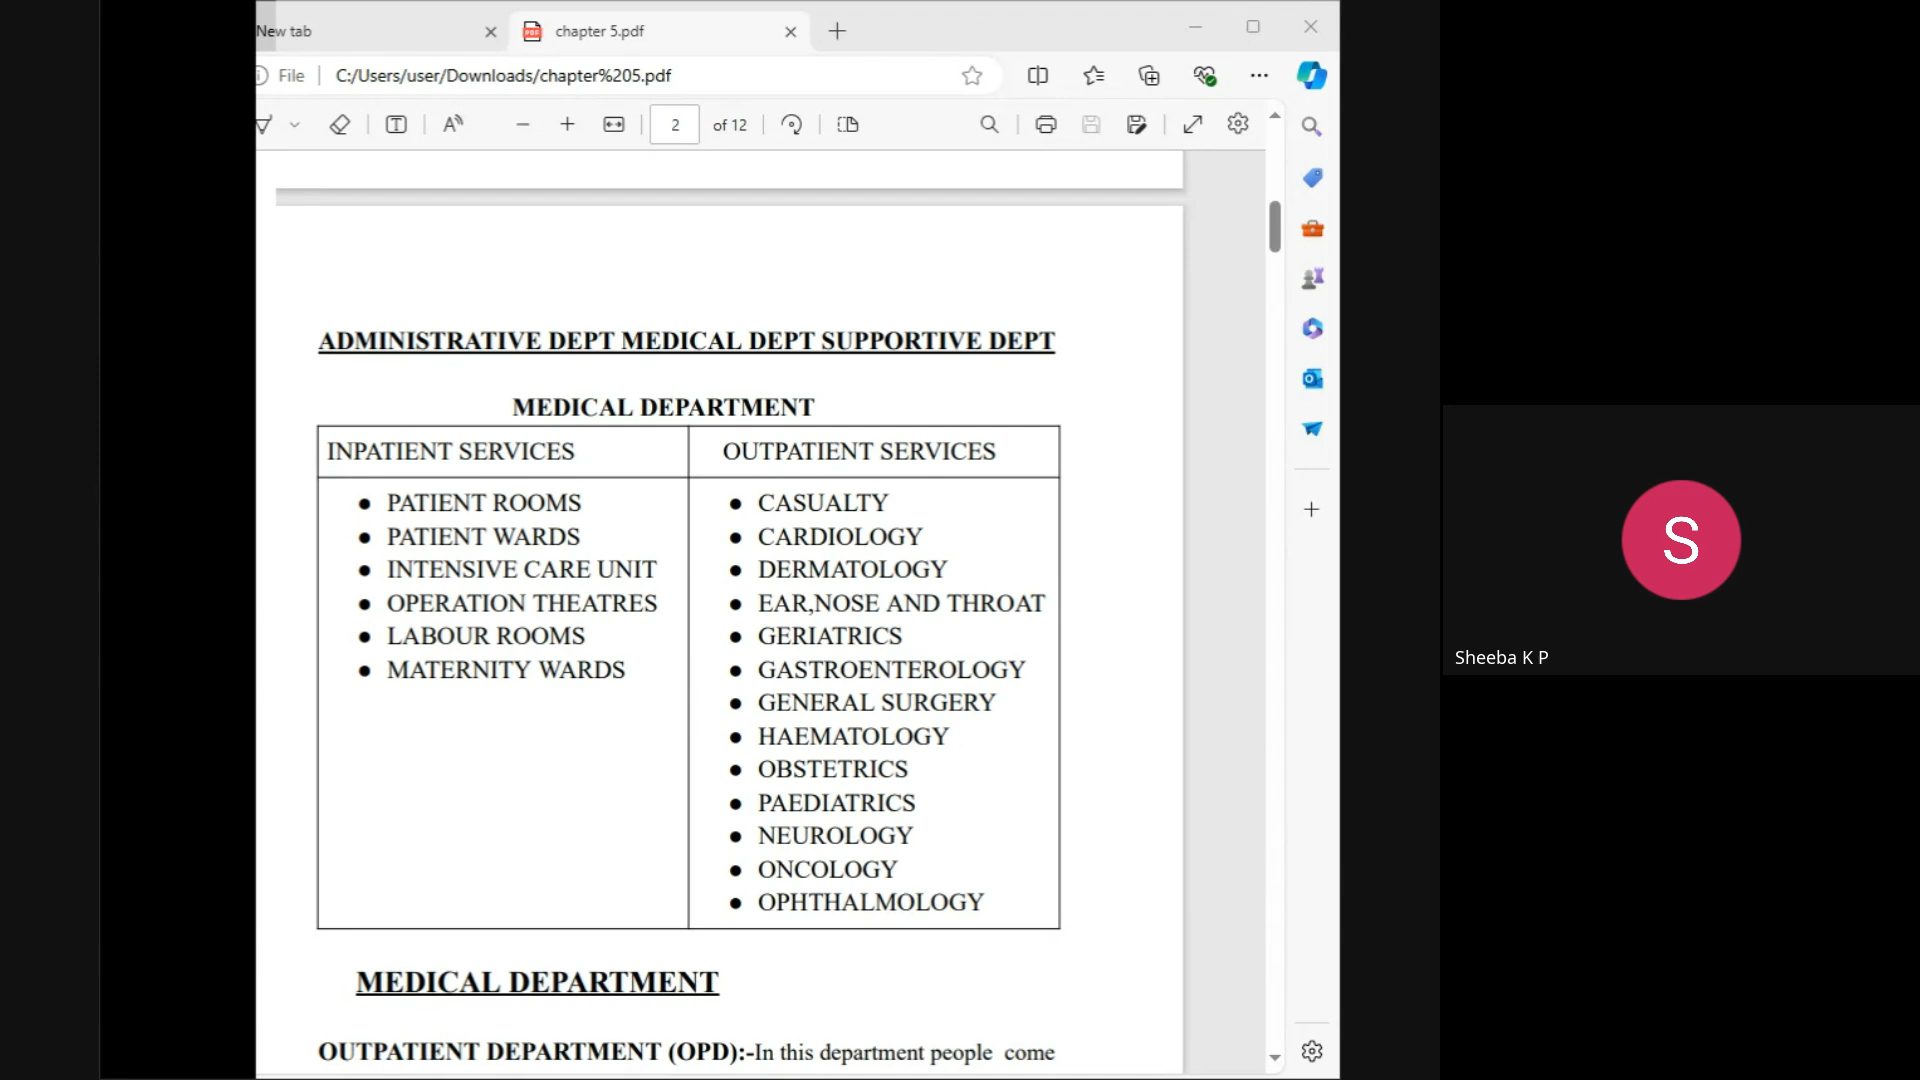 New tab
chapter 5.pdf
File
C:/Users/user/Downloads/chapter%205.pdf
2 of 12
ADMINISTRATIVE DEPT MEDICAL DEPT SUPPORTIVE DEPT
MEDICAL DEPARTMENT
INPATIENT SERVICES
● PATIENT ROOMS
● PATIENT WARDS
● INTENSIVE CARE UNIT
● OPERATION THEATRES
● LABOUR ROOMS
● MATERNITY WARDS
OUTPATIENT SERVICES
● CASUALTY
● CARDIOLOGY
● DERMATOLOGY
● EAR,NOSE AND THROAT
● GERIATRICS
● GASTROENTEROLOGY
● GENERAL SURGERY
● HAEMATOLOGY
● OBSTETRICS
● PAEDIATRICS
● NEUROLOGY
● ONCOLOGY
● OPHTHALMOLOGY
MEDICAL DEPARTMENT
OUTPATIENT DEPARTMENT (OPD):-In this department people come
S
Sheeba K P